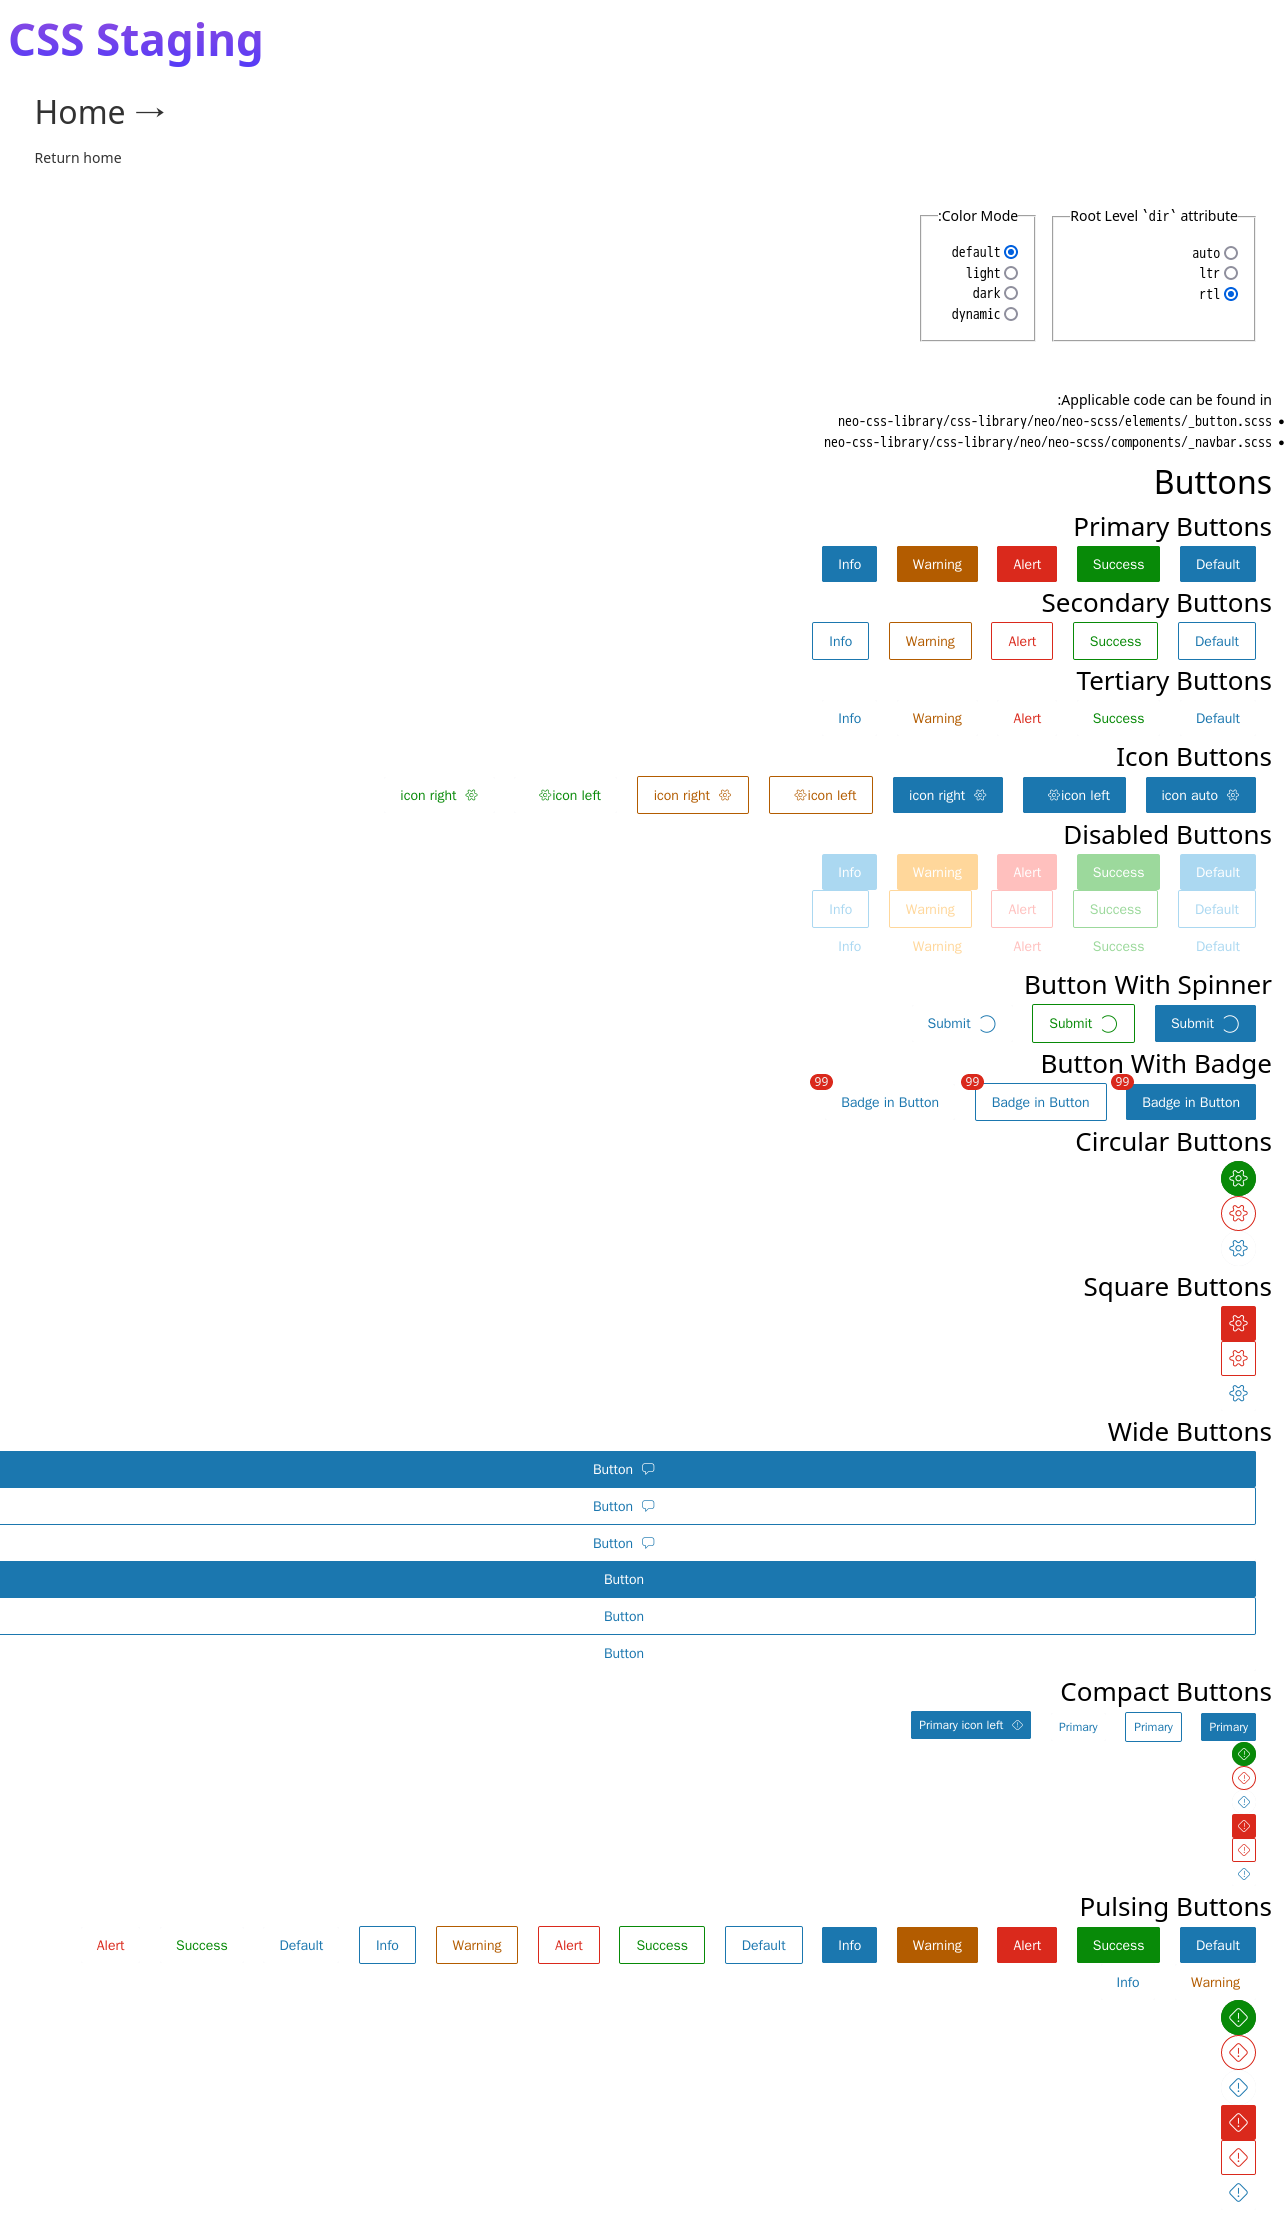 CSS Staging
Home →
Return home
:Color Mode
default
light
dark
dynamic
Root Level `dir` attribute
auto
ltr
rtl
:Applicable code can be found in
neo-css-library/css-library/neo/neo-scss/elements/_button.scss •
neo-css-library/css-library/neo/neo-scss/components/_navbar.scss •
Buttons
Primary Buttons
Info Warning Alert Success Default
Secondary Buttons
Info Warning Alert Success Default
Tertiary Buttons
Info Warning Alert Success Default
Icon Buttons
icon right icon left icon right icon left icon right icon left icon auto
Disabled Buttons
Info Warning Alert Success Default
Info Warning Alert Success Default
Info Warning Alert Success Default
Button With Spinner
Submit Submit Submit
Button With Badge
99 99 99
Badge in Button Badge in Button Badge in Button
Circular Buttons
Square Buttons
Wide Buttons
Button
Button
Button
Button
Button
Button
Compact Buttons
Primary icon left Primary Primary Primary
Pulsing Buttons
Alert Success Default Info Warning Alert Success Default Info Warning Alert Success Default
Info Warning